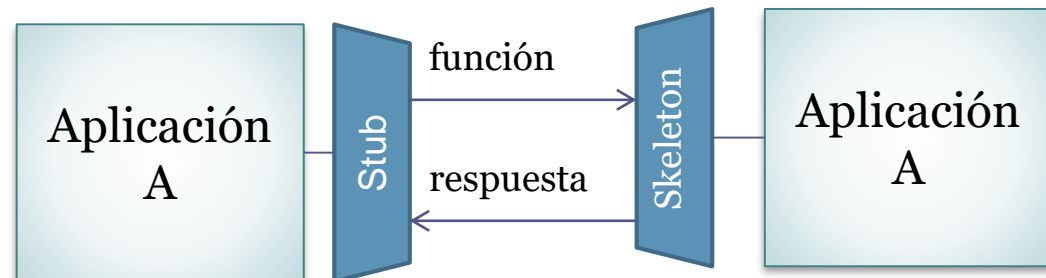 Aplicación
A
Stub
función
respuesta
Skeleton
Aplicación
A